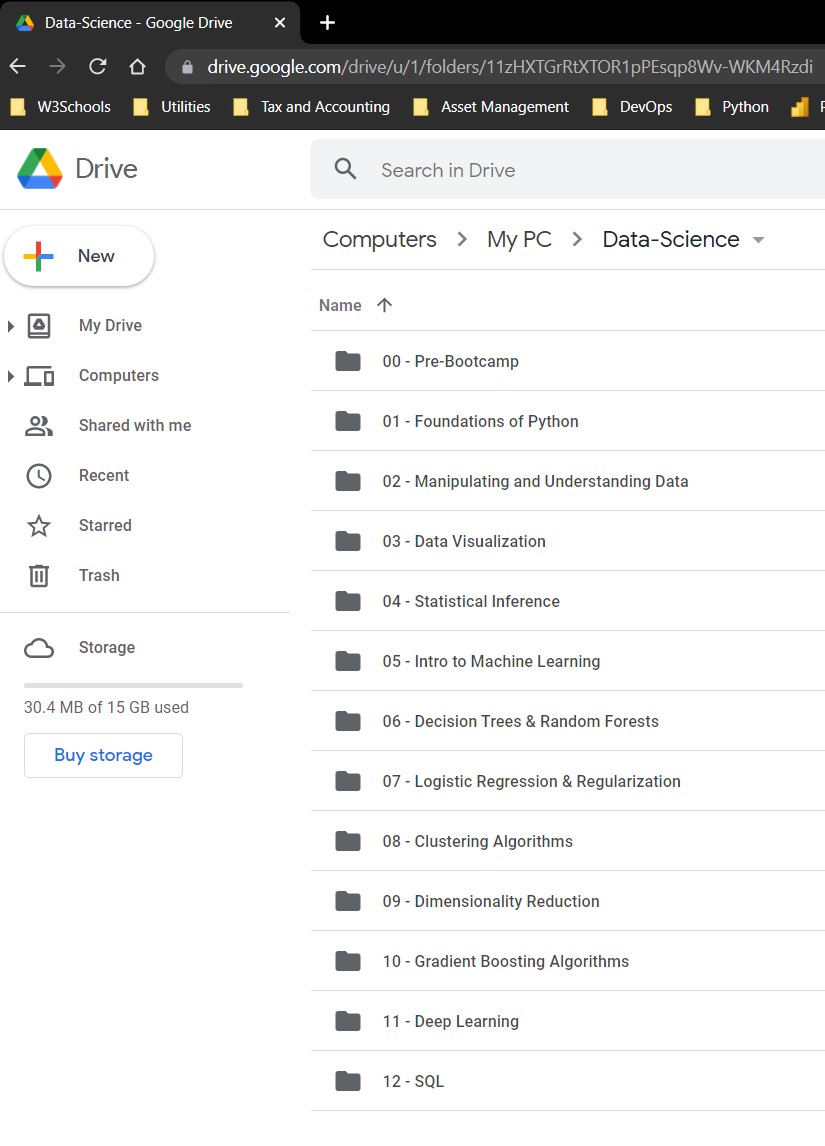 Data-Science - Google Drive
drive.google.com/drive/u/1/folders/11zHXTGrRtXTOR1pPEsqp8Wv-WKM4Rzdi
W3Schools Utilities Tax and Accounting Asset Management DevOps Python
Drive
Search in Drive
Computers My PC Data-Science
New
My Drive
Computers
Shared with me
Recent
Starred
Trash
Storage
30.4 MB of 15 GB used
Buy storage
Name
00 - Pre-Bootcamp
01 - Foundations of Python
02 - Manipulating and Understanding Data
03 - Data Visualization
04 - Statistical Inference
05 - Intro to Machine Learning
06 - Decision Trees & Random Forests
07 - Logistic Regression & Regularization
08 - Clustering Algorithms
09 - Dimensionality Reduction
10 - Gradient Boosting Algorithms
11 - Deep Learning
12 - SQL